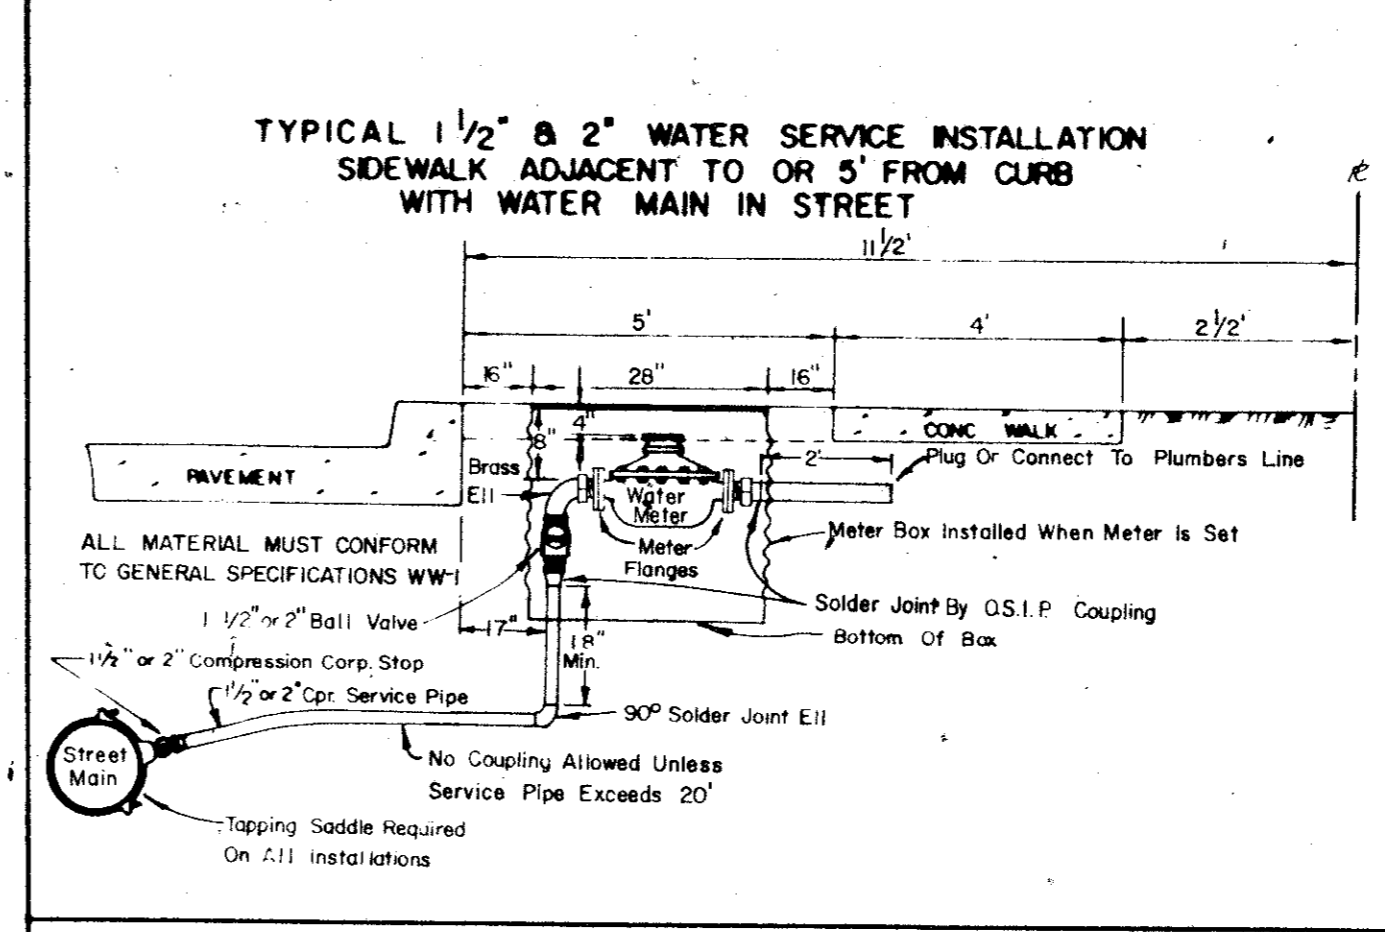 TYPICAL 1 1/2" & 2" WATER SERVICE INSTALLATION
SIDEWALK ADJACENT TO OR 5' FROM CURB
WITH WATER MAIN IN STREET
11 1/2'
5'
4'
2 1/2'
16"
28"
16"
4"
8"
CONC WALK
2'
Plug Or Connect To Plumbers Line
PAVEMENT
Brass
Ell
Water
Meter
Meter Box Installed When Meter Is Set
Meter
Flanges
ALL MATERIAL MUST CONFORM
TO GENERAL SPECIFICATIONS WW-1
Solder Joint By O.S.I.P. Coupling
1 1/2" or 2" Ball Valve
17"
18"
Min.
Bottom Of Box
1 1/2" or 2" Compression Corp. Stop
1 1/2" or 2" Cpr. Service Pipe
90° Solder Joint Ell
Street
Main
No Coupling Allowed Unless
Service Pipe Exceeds 20'
Tapping Saddle Required
On All installations